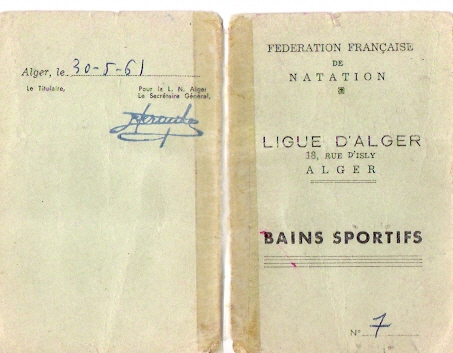 Alger, le 30-5-61
Le Titulaire,
Pour la L. N. Alger
Le Secrétaire Général,
FEDERATION FRANÇAISE
DE
NATATION
LIGUE D'ALGER
18, RUE D'ISLY
ALGER
BAINS SPORTIFS
N° 7